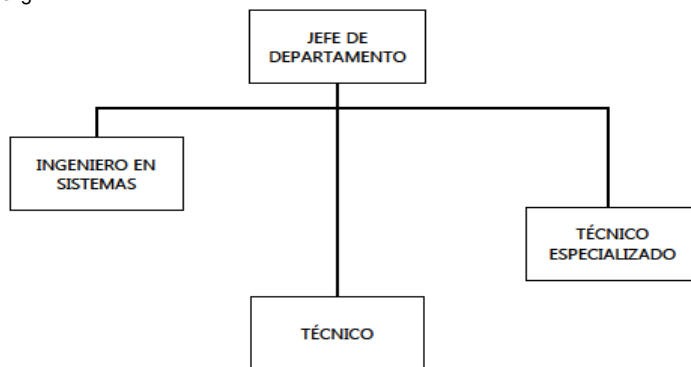 JEFE DE
DEPARTAMENTO
INGENIERO EN
SISTEMAS
TÉCNICO
ESPECIALIZADO
TÉCNICO